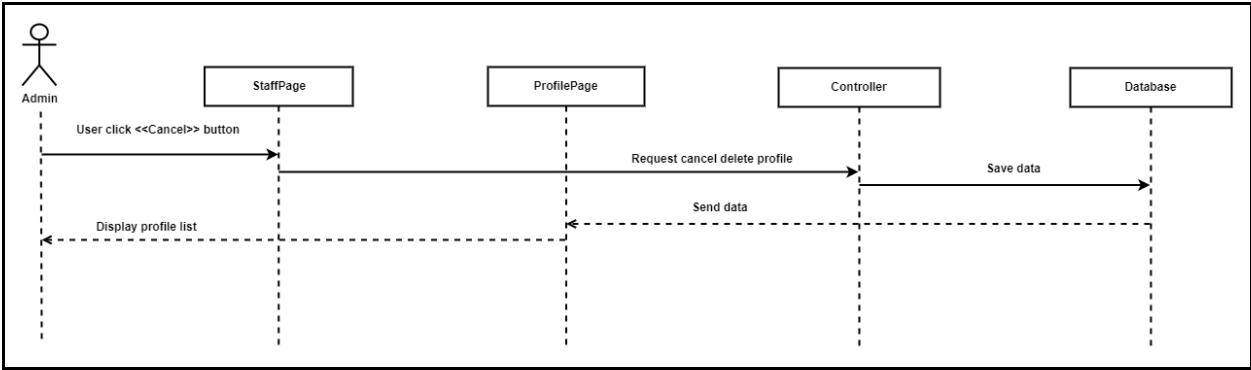 Admin
StaffPage
ProfilePage
Controller
Database
User click <<Cancel>> button
Request cancel delete profile
Save data
Send data
Display profile list